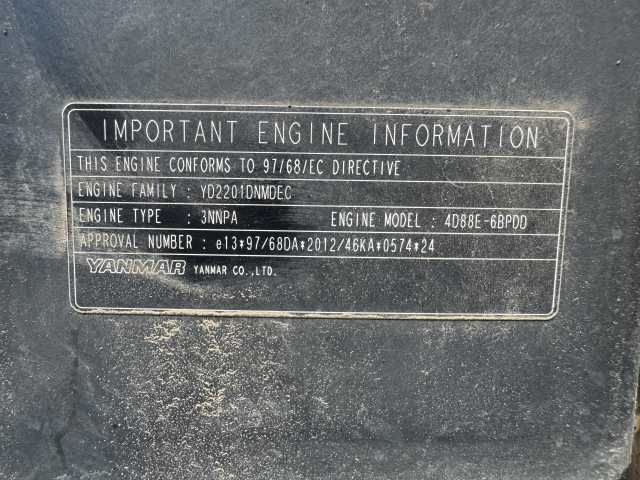 IMPORTANT ENGINE INFORMATION
THIS ENGINE CONFORMS TO 97/68/EC DIRECTIVE
ENGINE FAMILY : YD2201DNMDEC
ENGINE TYPE : 3NNPA ENGINE MODEL : 4D88E-6BPDD
APPROVAL NUMBER : e13*97/68DA*2012/46KA*0574*24
YANMAR YANMAR CO.,LTD.